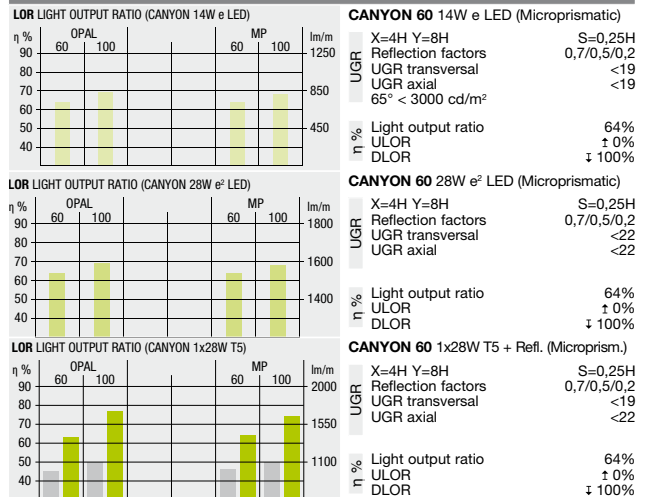 LOR LIGHT OUTPUT RATIO (CANYON 14W e LED)
η % OPAL MP lm/m
60 100 60 100
90 1250
80
70 850
60
50 450
40
CANYON 60 14W e LED (Microprismatic)
UGR
X=4H Y=8H S=0,25H
Reflection factors 0,7/0,5/0,2
UGR transversal <19
UGR axial <19
65° < 3000 cd/m²
η %
Light output ratio 64%
ULOR ↥ 0%
DLOR ↧ 100%
LOR LIGHT OUTPUT RATIO (CANYON 28W e² LED)
η % OPAL MP lm/m
60 100 60 100
90 1800
80
70 1600
60
50 1400
40
CANYON 60 28W e² LED (Microprismatic)
UGR
X=4H Y=8H S=0,25H
Reflection factors 0,7/0,5/0,2
UGR transversal <22
UGR axial <22
η %
Light output ratio 64%
ULOR ↥ 0%
DLOR ↧ 100%
LOR LIGHT OUTPUT RATIO (CANYON 1x28W T5)
η % OPAL MP lm/m
60 100 60 100
90 2000
80
70 1550
60
50 1100
40
CANYON 60 1x28W T5 + Refl. (Microprism.)
UGR
X=4H Y=8H S=0,25H
Reflection factors 0,7/0,5/0,2
UGR transversal <19
UGR axial <22
η %
Light output ratio 64%
ULOR ↥ 0%
DLOR ↧ 100%